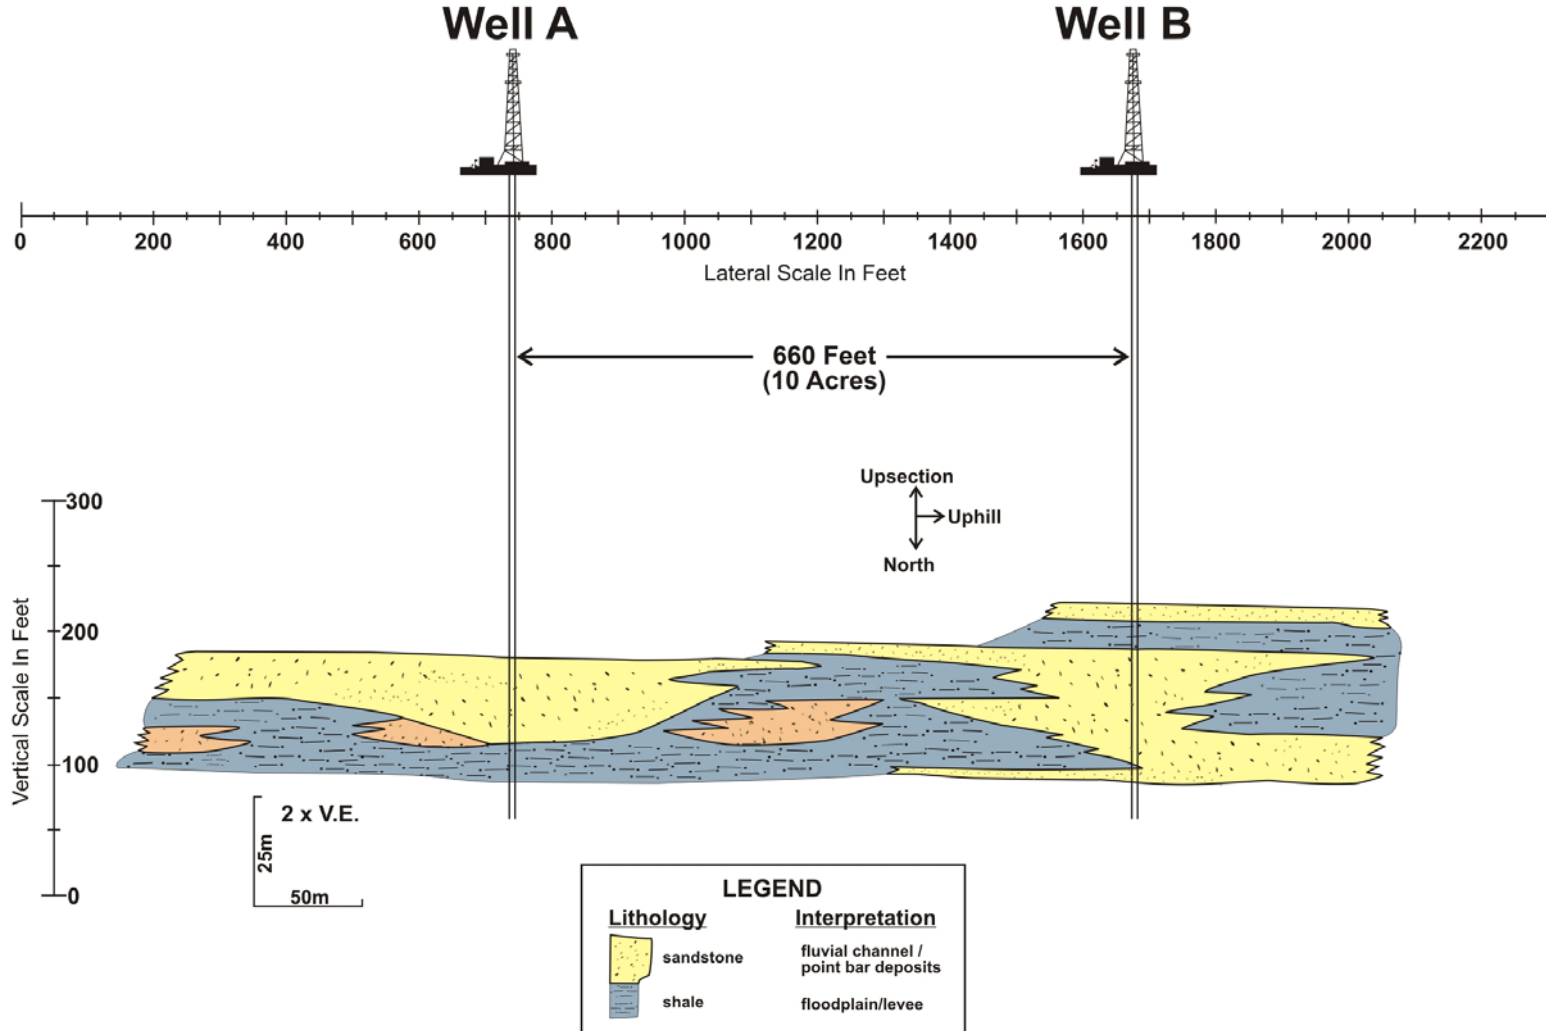 Well A
Well B
0 200 400 600 800 1000 1200 1400 1600 1800 2000 2200
Lateral Scale In Feet
660 Feet
(10 Acres)
Upsection
Uphill
North
300
200
100
0
Vertical Scale In Feet
2 x V.E.
25m
50m
LEGEND
Lithology Interpretation
sandstone
fluvial channel /
point bar deposits
shale
floodplain/levee